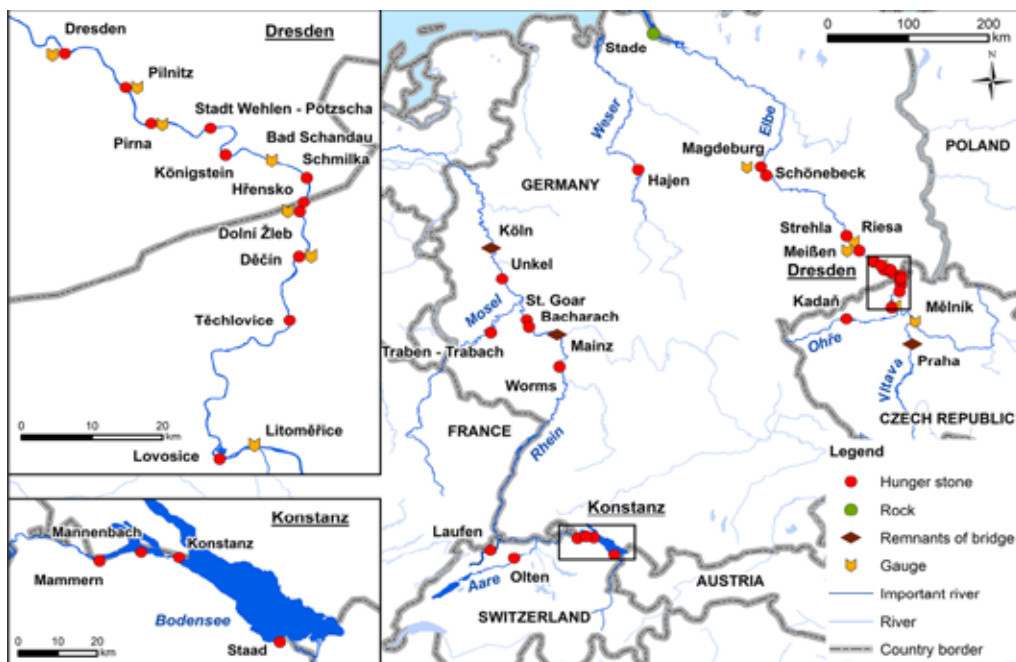 Dresden
Dresden
Pilnitz
Stadt Wehlen - Pötzscha
Pirna
Bad Schandau
Königstein
Schmilka
Hřensko
Dolní Žleb
Děčín
Těchlovice
Litoměřice
Lovosice
0 10 20
km
Konstanz
Mannenbach
Konstanz
Mammern
Bodensee
Staad
0 10 20
km
0 100 200
km
N
Stade
Weser
Elbe
POLAND
Magdeburg
Schönebeck
GERMANY
Hajen
Strehla
Riesa
Meißen
Dresden
Köln
Unkel
Mosel
St. Goar
Bacharach
Kadaň
Mělník
Ohře
Mainz
Traben - Trabach
Praha
Worms
Vltava
CZECH REPUBLIC
FRANCE
Rhein
Konstanz
Laufen
Olten
Aare
AUSTRIA
SWITZERLAND
Legend
Hunger stone
Rock
Remnants of bridge
Gauge
Important river
River
Country border